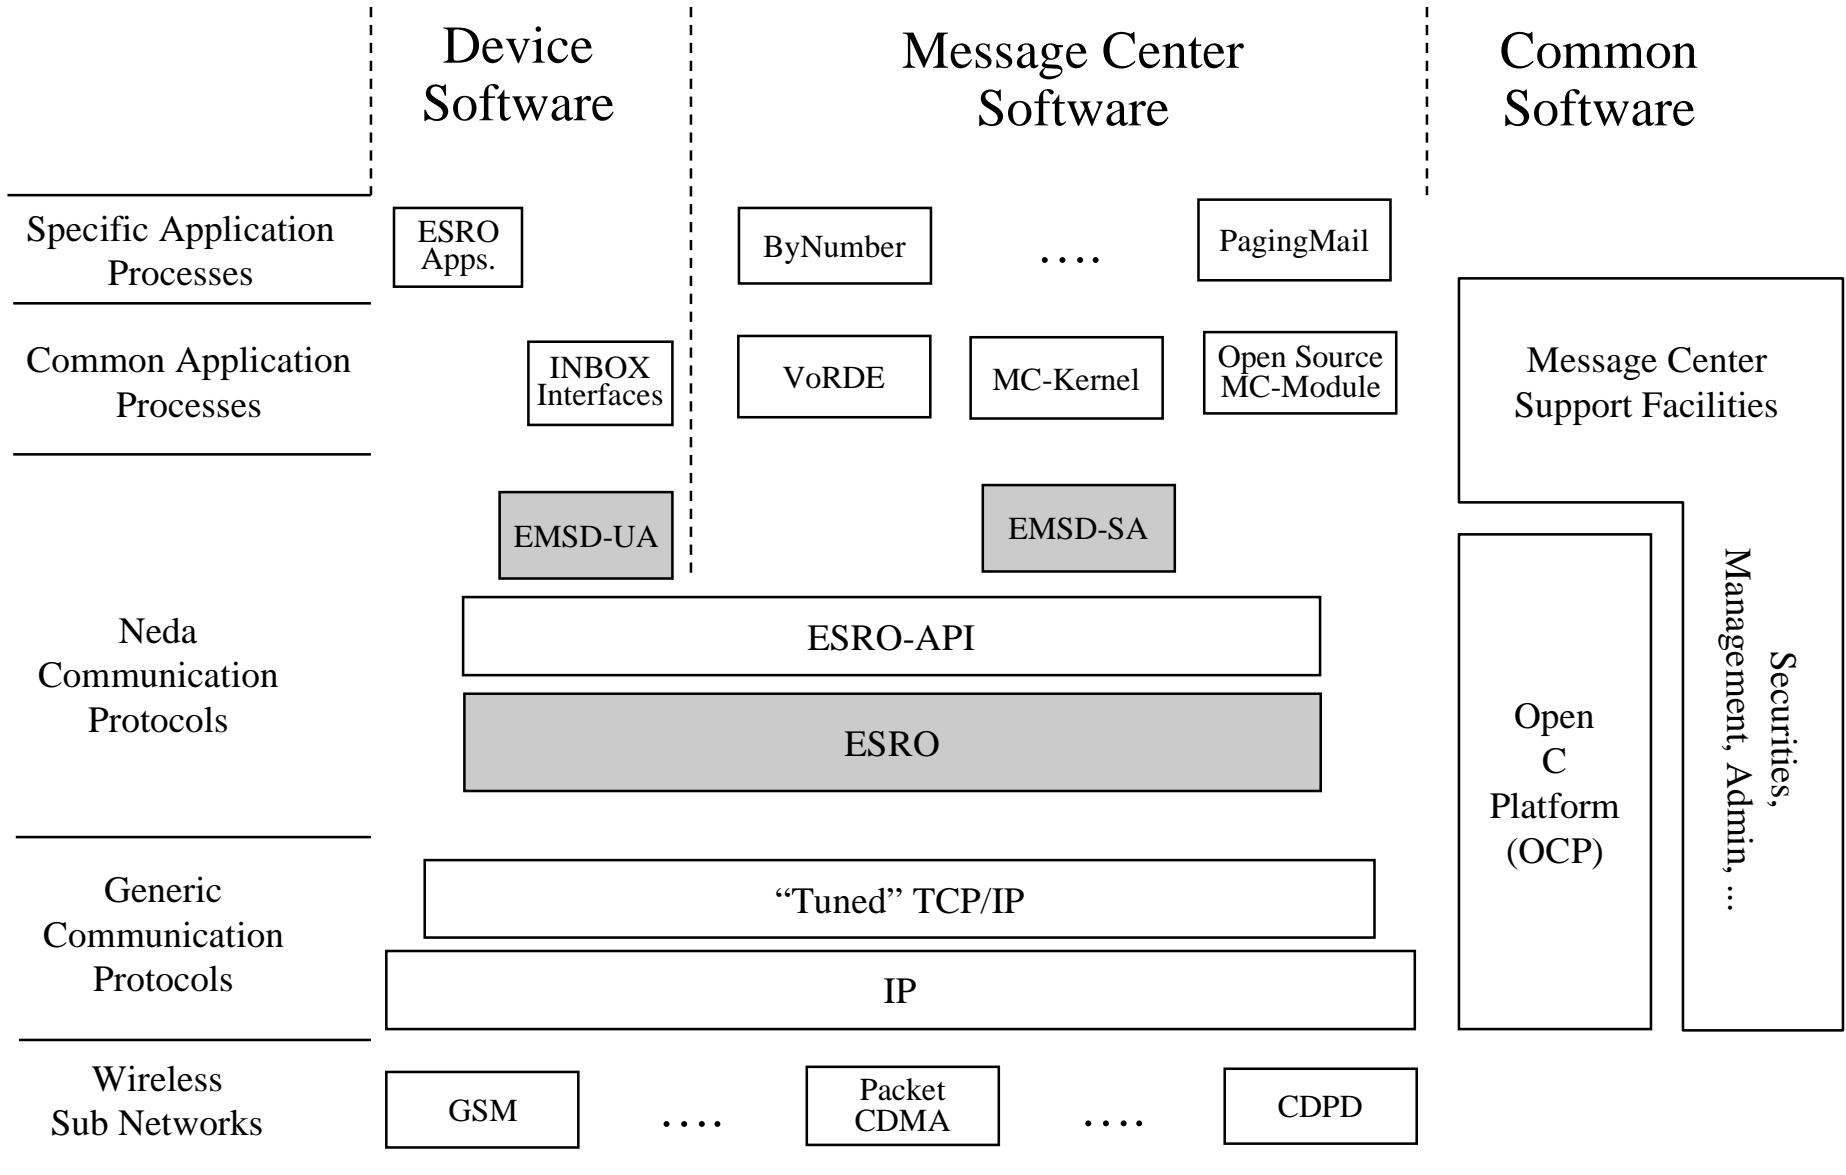 Device
Software
Message Center
Software
Common
Software
Specific Application
Processes
ESRO
Apps.
ByNumber
....
PagingMail
Common Application
Processes
INBOX
Interfaces
VoRDE
MC-Kernel
Open Source
MC-Module
Message Center
Support Facilities
Neda
Communication
Protocols
EMSD-UA
EMSD-SA
ESRO-API
ESRO
Open
C
Platform
(OCP)
Securities,
Management, Admin, ...
Generic
Communication
Protocols
“Tuned” TCP/IP
IP
Wireless
Sub Networks
GSM
....
Packet
CDMA
....
CDPD